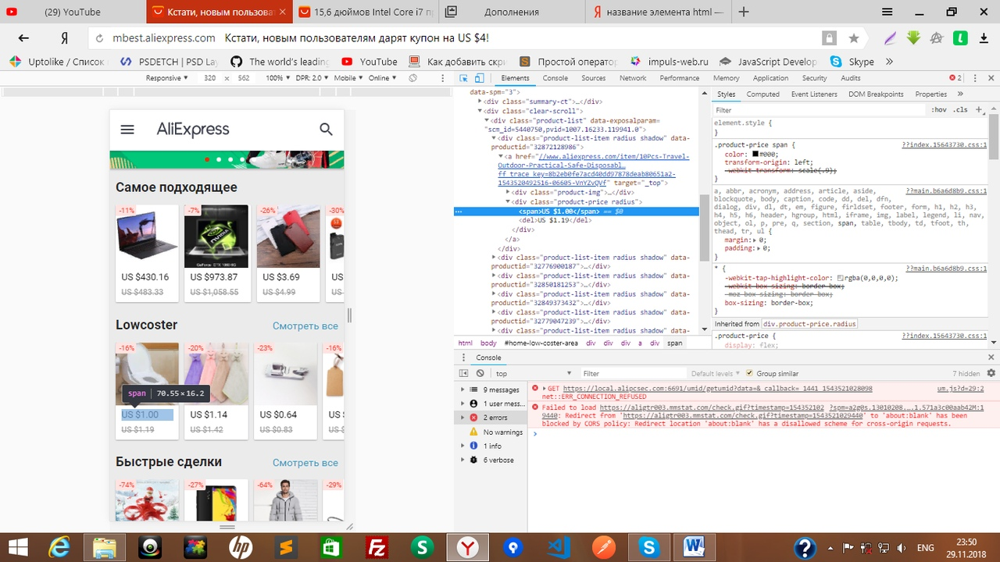 (29) YouTube
Кстати, новым пользоват
15,6 дюймов Intel Core i7 п
Дополнения
название элемента html —
mbest.aliexpress.com Кстати, новым пользователям дарят купон на US $4!
Uptolike / Список
PSDETCH | PSD Lay
The world's leading
YouTube
Как добавить скри
Простой оператор
impuls-web.ru
JavaScript Develop
Skype
Responsive 320 × 562 100% DPR: 2.0 Mobile Online
AliExpress
Самое подходящее
-11% -7% -26% -30%
GeForce GTX 1060-6G
US $430.16 US $973.87 US $3.69 US
US $483.33 US $1,058.55 US $4.99 US $
Lowcoster Смотреть все
-16% -20% -23% -16%
span 70.55 × 16.2
US $1.00 US $1.14 US $0.64 US $
US $1.19 US $1.42 US $0.83 US $
Быстрые сделки Смотреть все
-74% -27% -64% -29%
Elements Console Sources Network Performance Memory Application Security Audits 2
data-spm="3">
<div class="summary-ct">…</div>
<div class="clear-scroll">
<div class="product-list" data-exposalparam=
"scm_id=5440750,pvid=1007.16233.119941.0">
<div class="product-list-item radius shadow" data-
productid="32872128986">
<a href="//www.aliexpress.com/item/10Pcs-Travel-
Outdoor-Practical-Safe-Disposabl…
ff_trace_key=8b2eb0fe7acd40dd97878deab80651a2-
1543520492516-06605-VnYZvQVf" target="_top">
<div class="product-img">…</div>
<div class="product-price radius">
<span>US $1.00</span> == $0
<del>US $1.19</del>
</div>
</a>
</div>
<div class="product-list-item radius shadow" data-
productid="32776900187">…</div>
<div class="product-list-item radius shadow" data-
productid="32850181253">…</div>
<div class="product-list-item radius shadow" data-
productid="32849373432">…</div>
<div class="product-list-item radius shadow" data-
productid="32779047239">…</div>
<div class="product-list-item radius shadow" data-
html body #home-low-coster-area div div div a div span
Styles Computed Event Listeners DOM Breakpoints Properties »
Filter :hov .cls +
element.style {
}
.product-price span { ??index.15643730.css:1
color: #000;
transform-origin: left;
-webkit-transform: scale(.9);
}
a, abbr, acronym, address, article, aside, ??main.b6a6d8b9.css:1
blockquote, body, caption, code, dd, del, dfn,
dialog, div, dl, dt, em, figure, firldset, footer, form, h1, h2, h3,
h4, h5, h6, header, hgroup, html, iframe, img, label, legend, li, nav,
object, ol, p, pre, q, section, span, table, tbody, td, tfoot, th,
thead, tr, ul {
margin: 0;
padding: 0;
}
* { ??main.b6a6d8b9.css:1
-webkit-tap-highlight-color: rgba(0,0,0,0);
-webkit-box-sizing: border-box;
-moz-box-sizing: border-box;
box-sizing: border-box;
}
Inherited from div.product-price.radius
.product-price { ??index.15643730.css:1
display: flex;
Console
top Filter Default levels Group similar 7 hidden
9 messages
1 user mess...
2 errors
No warnings
1 info
6 verbose
GET https://local.alipcsec.com:6691/umid/getumid?data=&_callback=_1441_1543521028098 um.js?d=29:2
net::ERR_CONNECTION_REFUSED
Failed to load https://aligtr003.mmstat.com/check.gif?timestamp=154352102 ?spm=a2g0s.13010208.…1.571a3c00aab42M:1
9440: Redirect from 'https://aligtr003.mmstat.com/check.gif?timestamp=1543521029440' to 'about:blank' has been
blocked by CORS policy: Redirect location 'about:blank' has a disallowed scheme for cross-origin requests.
ENG
23:50
29.11.2018